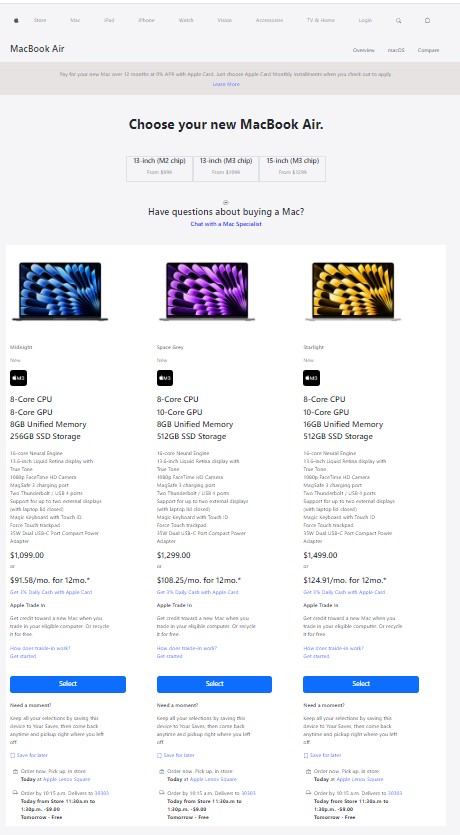 Store Mac iPad iPhone Watch Vision Accessories TV & Home Login
MacBook Air
Overview macOS Compare
Pay for your new Mac over 12 months at 0% APR with Apple Card. Just choose Apple Card Monthly Installments when you check out to apply
Learn More
Choose your new MacBook Air.
13-inch (M2 chip)
From $999
13-inch (M3 chip)
From $1099
15-inch (M3 chip)
From $1299
Have questions about buying a Mac?
Chat with a Mac Specialist
Midnight
New
M3
8-Core CPU
8-Core GPU
8GB Unified Memory
256GB SSD Storage
16-core Neural Engine
13.6-inch Liquid Retina display with
True Tone
1080p FaceTime HD Camera
MagSafe 3 charging port
Two Thunderbolt / USB 4 ports
Support for up to two external displays
(with laptop lid closed)
Magic Keyboard with Touch ID
Force Touch trackpad
35W Dual USB-C Port Compact Power
Adapter
$1,099.00
or
$91.58/mo. for 12mo.*
Get 3% Daily Cash with Apple Card
Apple Trade In
Get credit toward a new Mac when you
trade in your eligible computer. Or recycle
it for free.
How does trade-in work?
Get started
Select
Need a moment?
Keep all your selections by saving this
device to Your Saves, then come back
anytime and pickup right where you left
off.
Save for later
Order now. Pick up, in store:
Today at Apple Lenox Square
Order by 10:15 a.m. Delivers to 30303
Today from Store 11:30a.m to
1:30p.m. -$9.00
Tomorrow - Free
Space Grey
New
M3
8-Core CPU
10-Core GPU
8GB Unified Memory
512GB SSD Storage
16-core Neural Engine
13.6-inch Liquid Retina display with
True Tone
1080p FaceTime HD Camera
MagSafe 3 charging port
Two Thunderbolt / USB 4 ports
Support for up to two external displays
(with laptop lid closed)
Magic Keyboard with Touch ID
Force Touch trackpad
35W Dual USB-C Port Compact Power
Adapter
$1,299.00
or
$108.25/mo. for 12mo.*
Get 3% Daily Cash with Apple Card
Apple Trade In
Get credit toward a new Mac when you
trade in your eligible computer. Or recycle
it for free.
How does trade-in work?
Get started
Select
Need a moment?
Keep all your selections by saving this
device to Your Saves, then come back
anytime and pickup right where you left
off.
Save for later
Order now. Pick up, in store:
Today at Apple Lenox Square
Order by 10:15 a.m. Delivers to 30303
Today from Store 11:30a.m to
1:30p.m. -$9.00
Tomorrow - Free
Starlight
New
M3
8-Core CPU
10-Core GPU
16GB Unified Memory
512GB SSD Storage
16-core Neural Engine
13.6-inch Liquid Retina display with
True Tone
1080p FaceTime HD Camera
MagSafe 3 charging port
Two Thunderbolt / USB 4 ports
Support for up to two external displays
(with laptop lid closed)
Magic Keyboard with Touch ID
Force Touch trackpad
35W Dual USB-C Port Compact Power
Adapter
$1,499.00
or
$124.91/mo. for 12mo.*
Get 3% Daily Cash with Apple Card
Apple Trade In
Get credit toward a new Mac when you
trade in your eligible computer. Or recycle
it for free.
How does trade-in work?
Get started
Select
Need a moment?
Keep all your selections by saving this
device to Your Saves, then come back
anytime and pickup right where you left
off.
Save for later
Order now. Pick up, in store:
Today at Apple Lenox Square
Order by 10:15 a.m. Delivers to 30303
Today from Store 11:30a.m to
1:30p.m. -$9.00
Tomorrow - Free